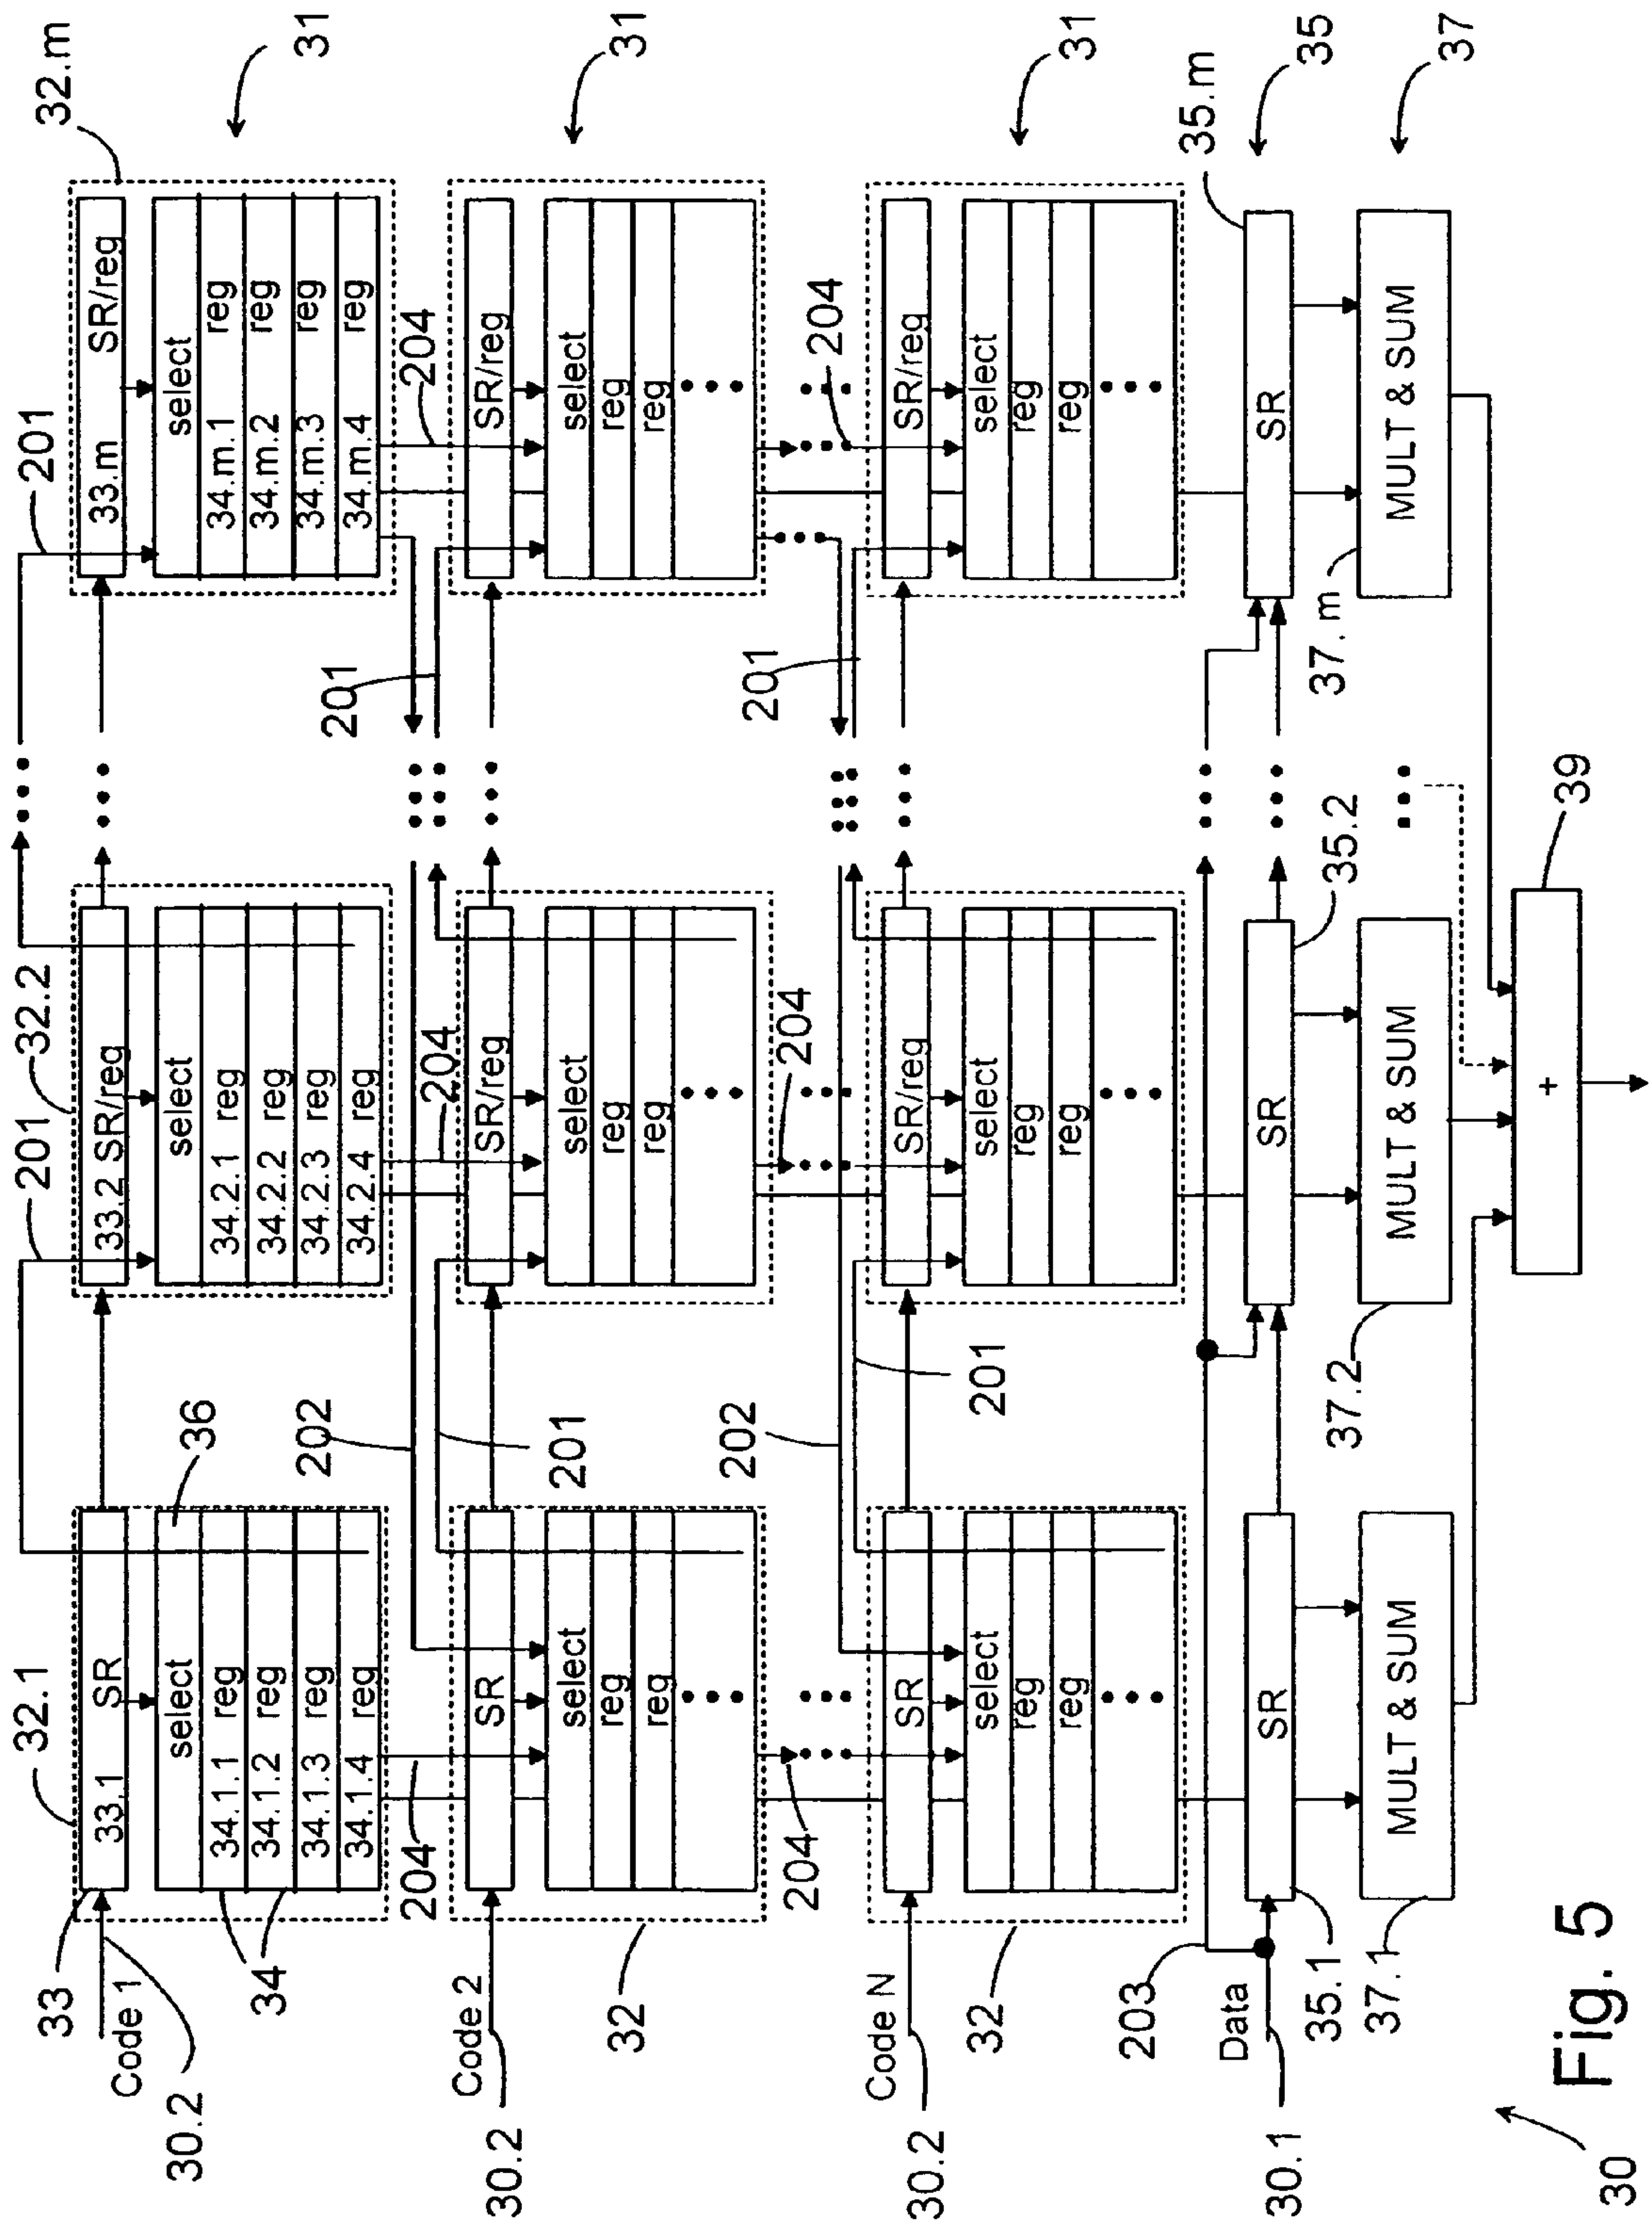 32.1
201
32.2
201
32.m
33
33.1 SR
33.2 SR/reg
33.m SR/reg
31
Code 1
30.2
36
select
select
select
34
34.1.1 reg
34.2.1 reg
34.m.1 reg
34.1.2 reg
34.2.2 reg
34.m.2 reg
34.1.3 reg
34.2.3 reg
34.m.3 reg
34.1.4 reg
34.2.4 reg
34.m.4 reg
204
202
204
201
204
Code 2
30.2
SR
SR/reg
SR/reg
31
201
select
select
select
reg
reg
reg
reg
reg
reg
32
204
202
204
201
204
Code N
30.2
SR
SR/reg
SR/reg
31
201
select
select
select
reg
reg
reg
reg
reg
reg
32
203
35.m
Data
30.1
SR
SR
SR
35
35.1
35.2
37.1
37.2
37.m
MULT & SUM
MULT & SUM
MULT & SUM
37
+
39
30
Fig. 5